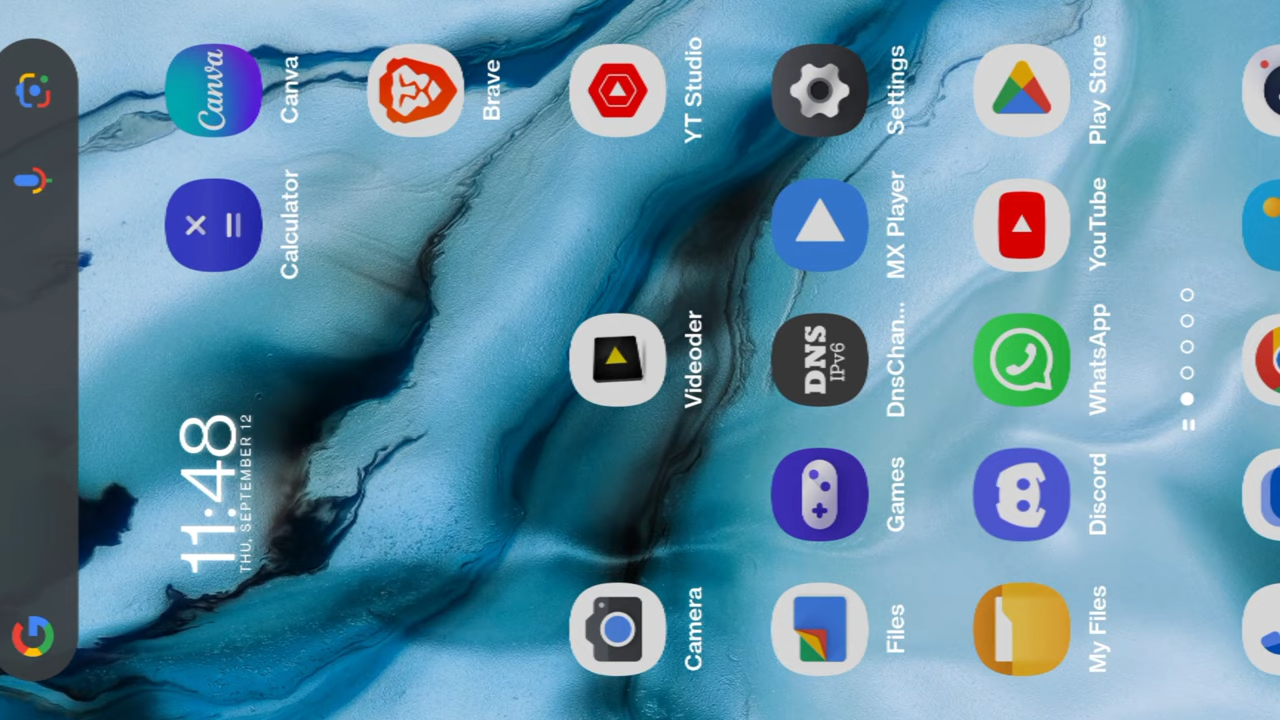 Canva
11:48
THU, SEPTEMBER 12
Calculator Canva
Brave
Camera Videoder YT Studio
DNS
IPv6
Files Games DnsChan... MX Player Settings
My Files Discord WhatsApp YouTube Play Store